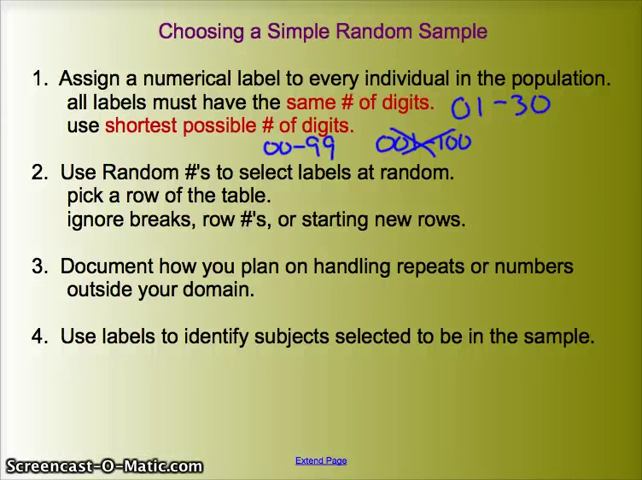 Choosing a Simple Random Sample
1. Assign a numerical label to every individual in the population.
all labels must have the same # of digits. 01-30
use shortest possible # of digits.
00-99 001-100
2. Use Random #'s to select labels at random.
pick a row of the table.
ignore breaks, row #'s, or starting new rows.
3. Document how you plan on handling repeats or numbers
outside your domain.
4. Use labels to identify subjects selected to be in the sample.
Extend Page
Screencast-O-Matic.com